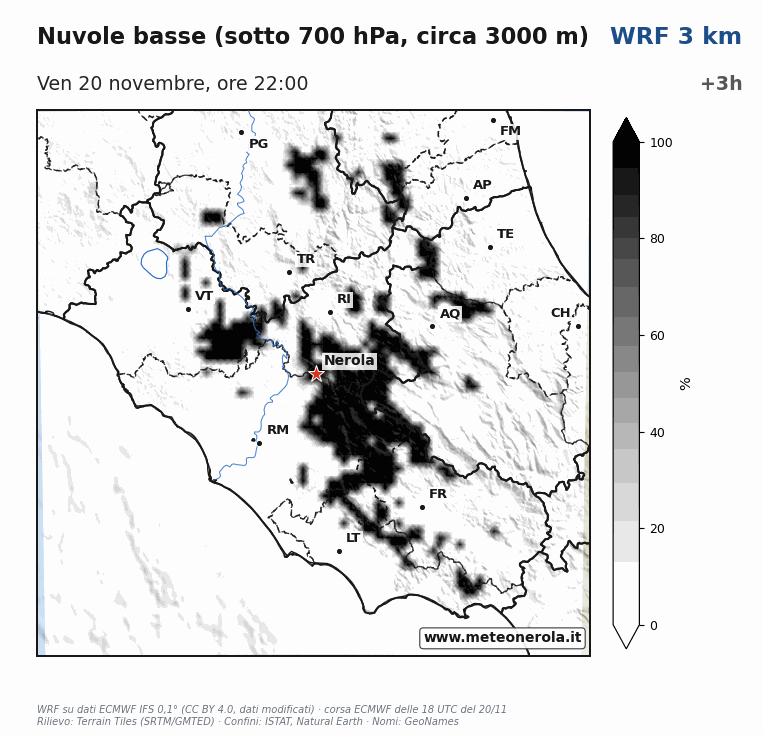 Nuvole basse (sotto 700 hPa, circa 3000 m) WRF 3 km
Ven 20 novembre, ore 22:00 +3h
FM
PG
AP
TE
TR
VT
RI
AQ
CH
Nerola
RM
FR
LT
www.meteonerola.it
100
80
60
40
20
0
%
WRF su dati ECMWF IFS 0,1° (CC BY 4.0, dati modificati) · corsa ECMWF delle 18 UTC del 20/11
Rilievo: Terrain Tiles (SRTM/GMTED) · Confini: ISTAT, Natural Earth · Nomi: GeoNames